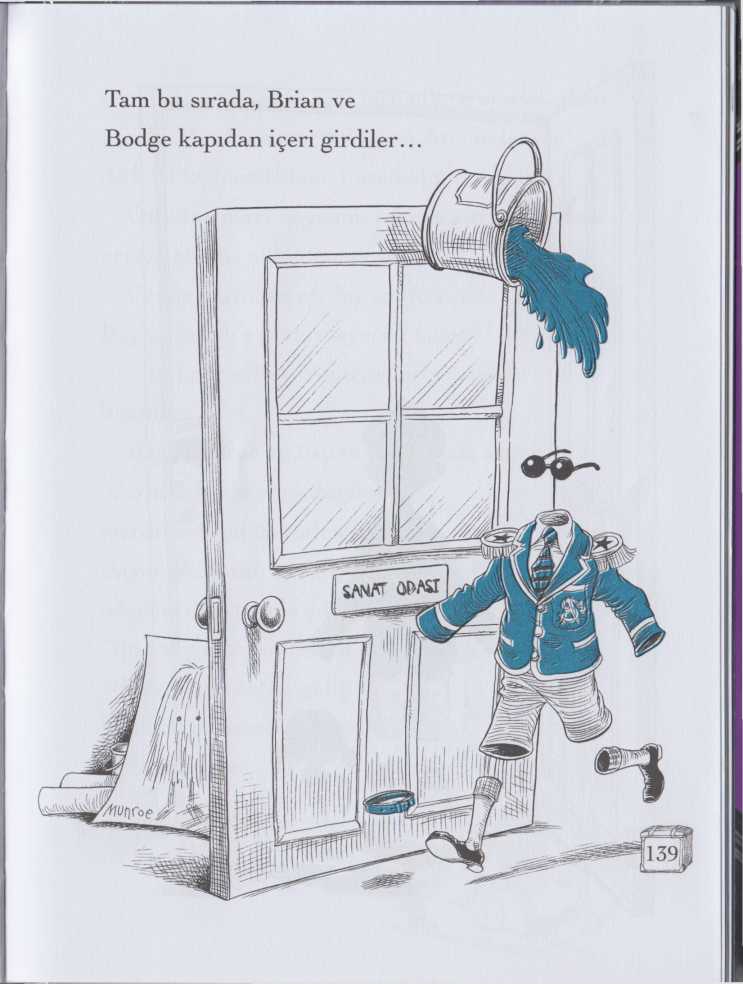 Tam bu sırada, Brian ve
Bodge kapıdan içeri girdiler…
SANAT ODASI
Munroe
139